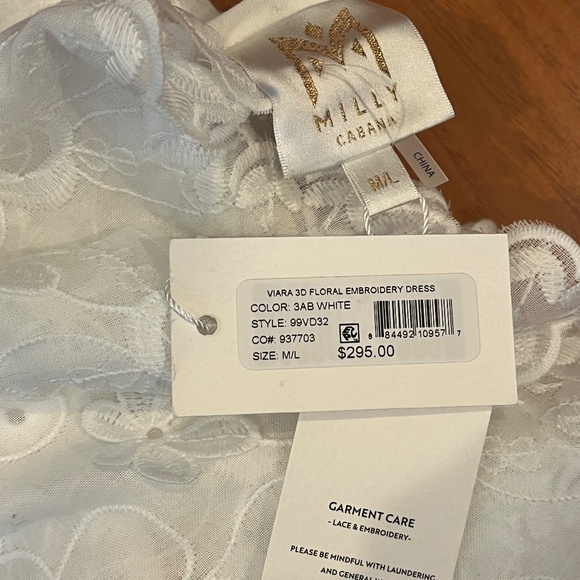 MILLY
CABANA
M/L
CHINA
VIARA 3D FLORAL EMBROIDERY DRESS
COLOR: 3AB WHITE
STYLE: 99VD32
CO#: 937703
SIZE: M/L
$295.00
8 84492 10957 7
GARMENT CARE
- LACE & EMBROIDERY-
PLEASE BE MINDFUL WITH LAUNDERING
AND GENERAL